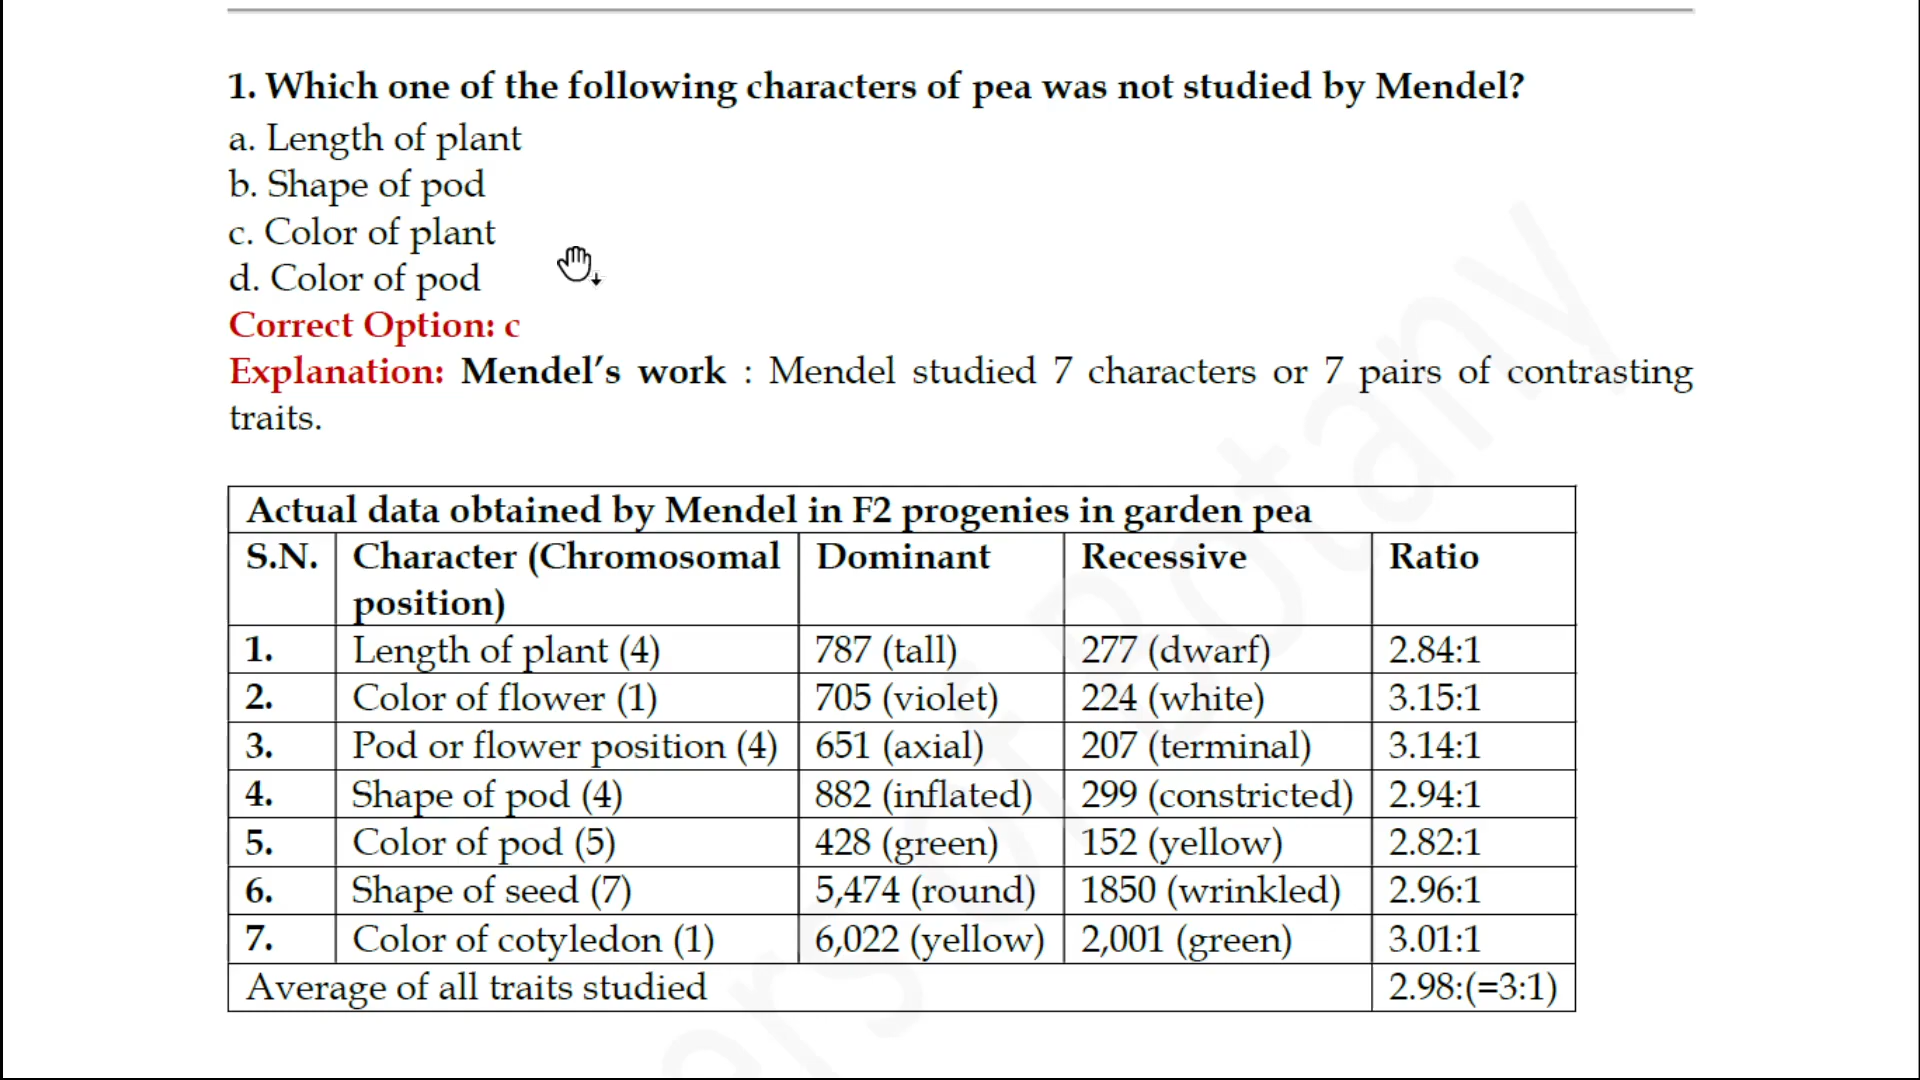 1. Which one of the following characters of pea was not studied by Mendel?
a. Length of plant
b. Shape of pod
c. Color of plant
d. Color of pod
Correct Option: c
Explanation: Mendel’s work : Mendel studied 7 characters or 7 pairs of contrasting
traits.
Actual data obtained by Mendel in F2 progenies in garden pea
S.N. Character (Chromosomal position) Dominant Recessive Ratio
1. Length of plant (4) 787 (tall) 277 (dwarf) 2.84:1
2. Color of flower (1) 705 (violet) 224 (white) 3.15:1
3. Pod or flower position (4) 651 (axial) 207 (terminal) 3.14:1
4. Shape of pod (4) 882 (inflated) 299 (constricted) 2.94:1
5. Color of pod (5) 428 (green) 152 (yellow) 2.82:1
6. Shape of seed (7) 5,474 (round) 1850 (wrinkled) 2.96:1
7. Color of cotyledon (1) 6,022 (yellow) 2,001 (green) 3.01:1
Average of all traits studied 2.98:(=3:1)
of Botany